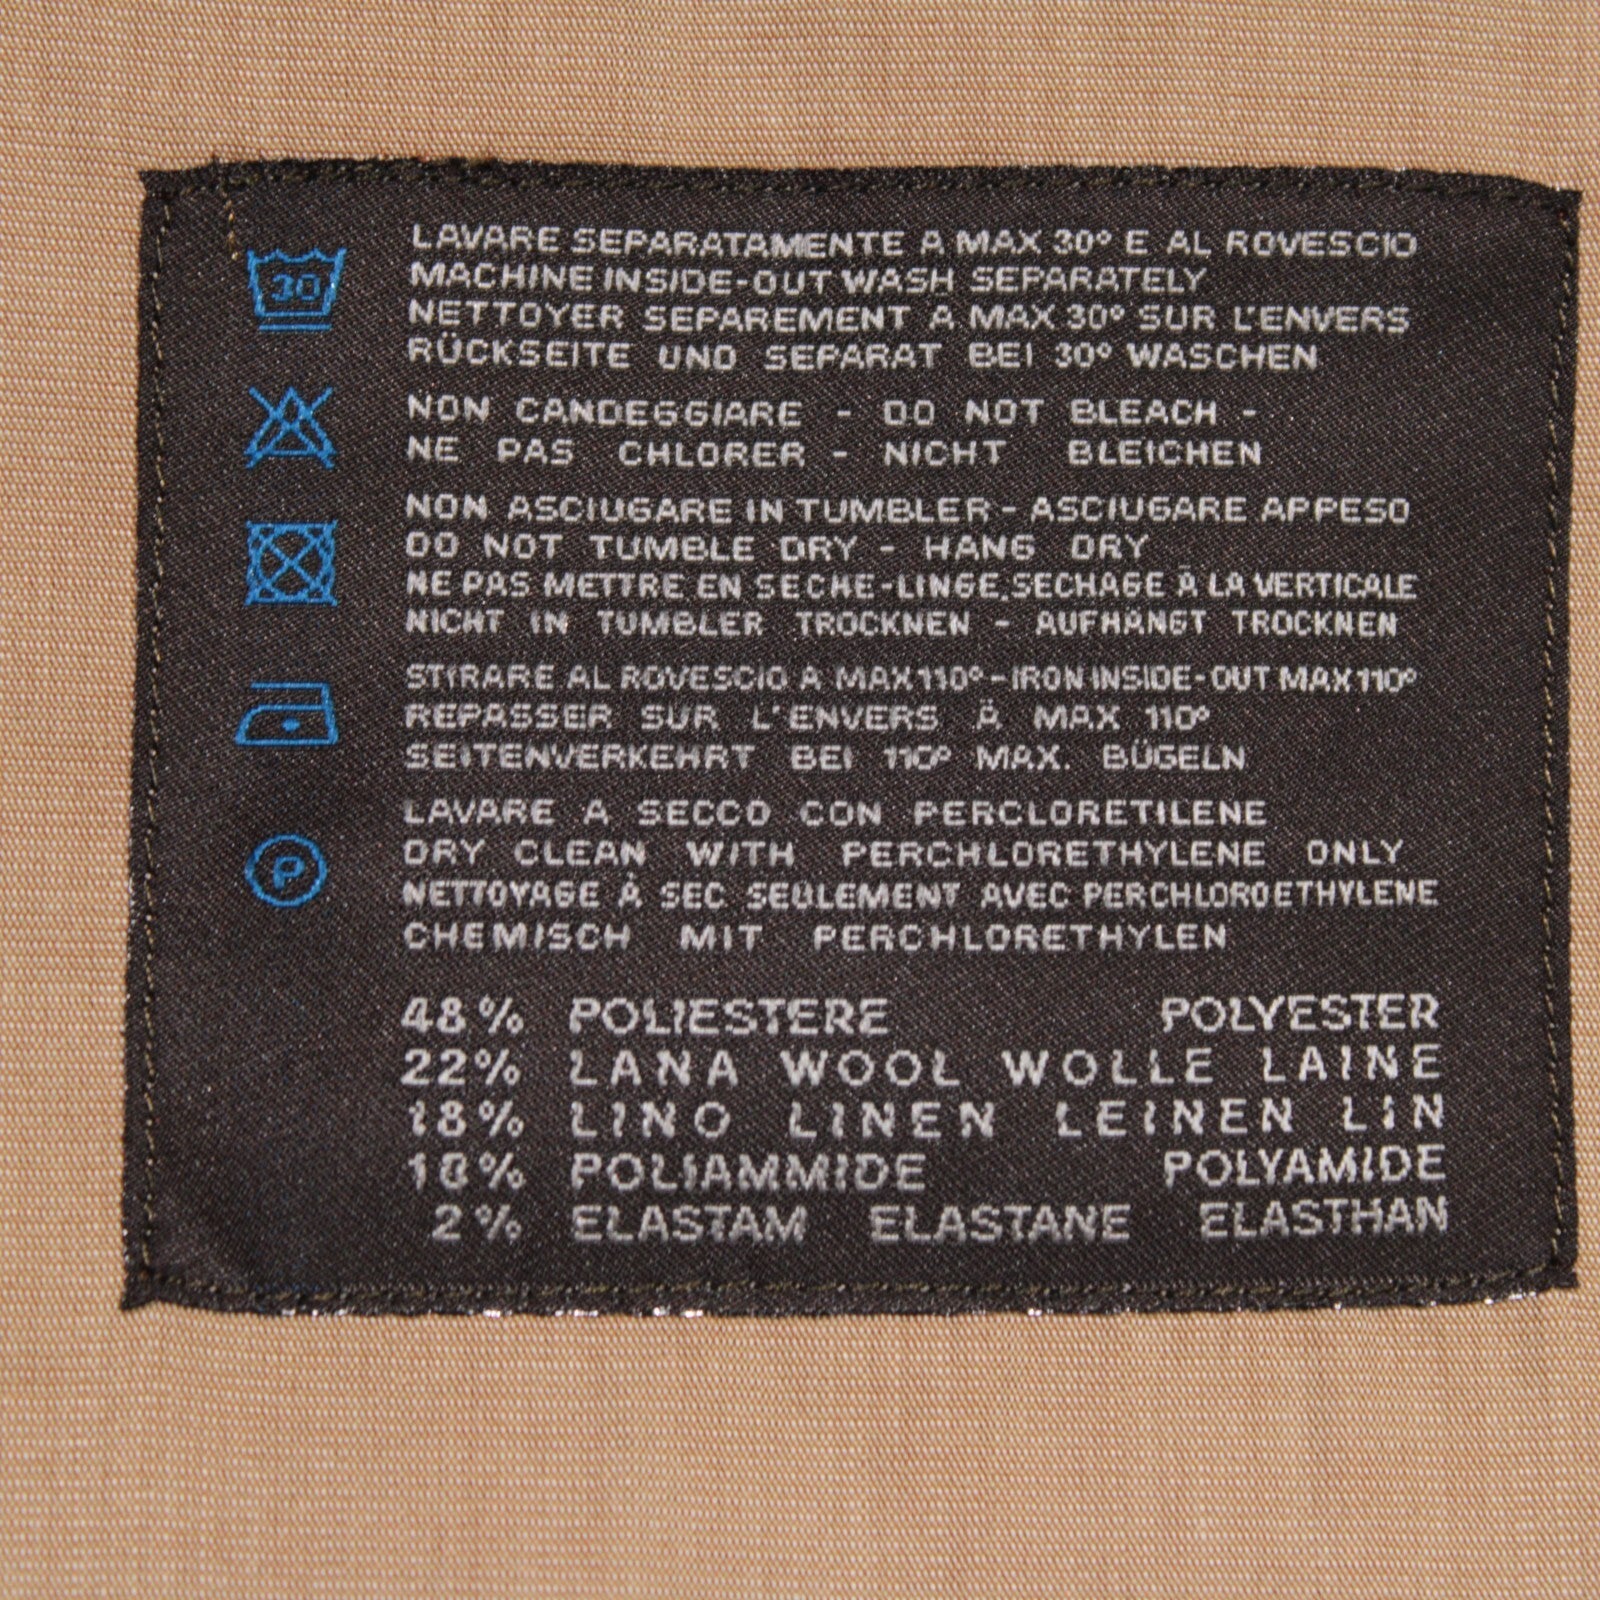 30
LAVARE SEPARATAMENTE A MAX 30° E AL ROVESCIO
MACHINE INSIDE-OUT WASH SEPARATELY
NETTOYER SEPAREMENT A MAX 30° SUR L'ENVERS
RÜCKSEITE UND SEPARAT BEI 30° WASCHEN
NON CANDEGGIARE - DO NOT BLEACH -
NE PAS CHLORER - NICHT BLEICHEN
NON ASCIUGARE IN TUMBLER - ASCIUGARE APPESO
DO NOT TUMBLE DRY - HANG DRY
NE PAS METTRE EN SECHE-LINGE, SECHAGE À LA VERTICALE
NICHT IN TUMBLER TROCKNEN - AUFHÄNGT TROCKNEN
STIRARE AL ROVESCIO A MAX 110° - IRON INSIDE-OUT MAX 110°
REPASSER SUR L'ENVERS À MAX 110°
SEITENVERKEHRT BEI 110° MAX. BÜGELN
P
LAVARE A SECCO CON PERCLORETILENE
DRY CLEAN WITH PERCHLORETHYLENE ONLY
NETTOYAGE À SEC SEULEMENT AVEC PERCHLOROETHYLENE
CHEMISCH MIT PERCHLORETHYLEN
48% POLIESTERE POLYESTER
22% LANA WOOL WOLLE LAINE
18% LINO LINEN LEINEN LIN
10% POLIAMMIDE POLYAMIDE
2% ELASTAM ELASTANE ELASTHAN